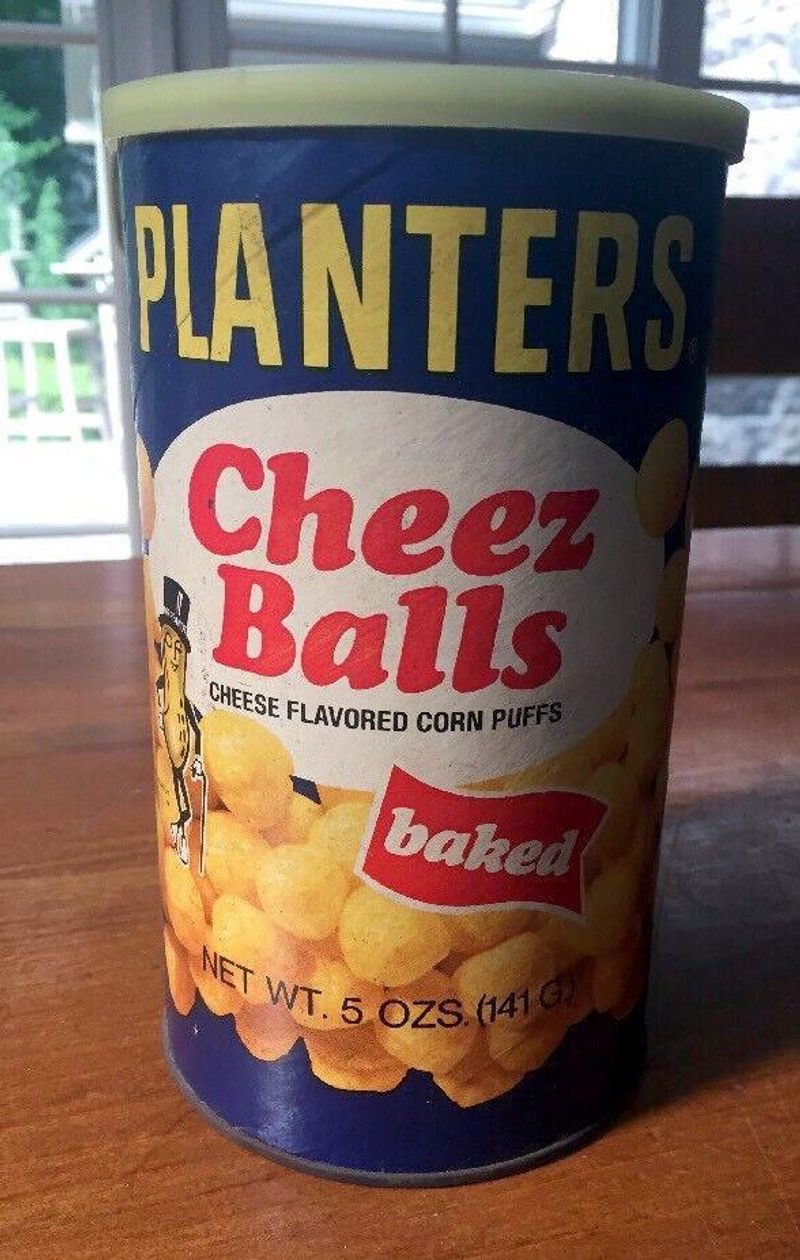 PLANTERS®
Cheez
Balls
CHEESE FLAVORED CORN PUFFS
baked
NET WT. 5 OZS. (141 G.)